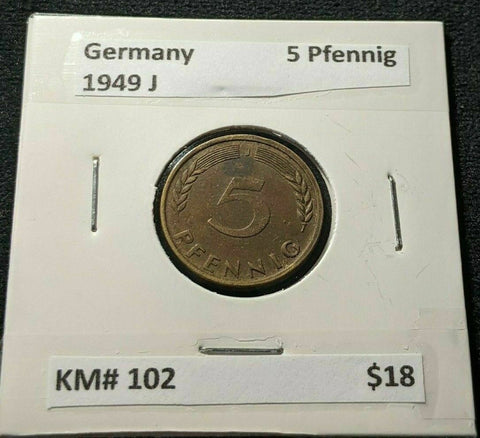 Germany 5 Pfennig
1949 J
J
5
PFENNIG
KM# 102 $18